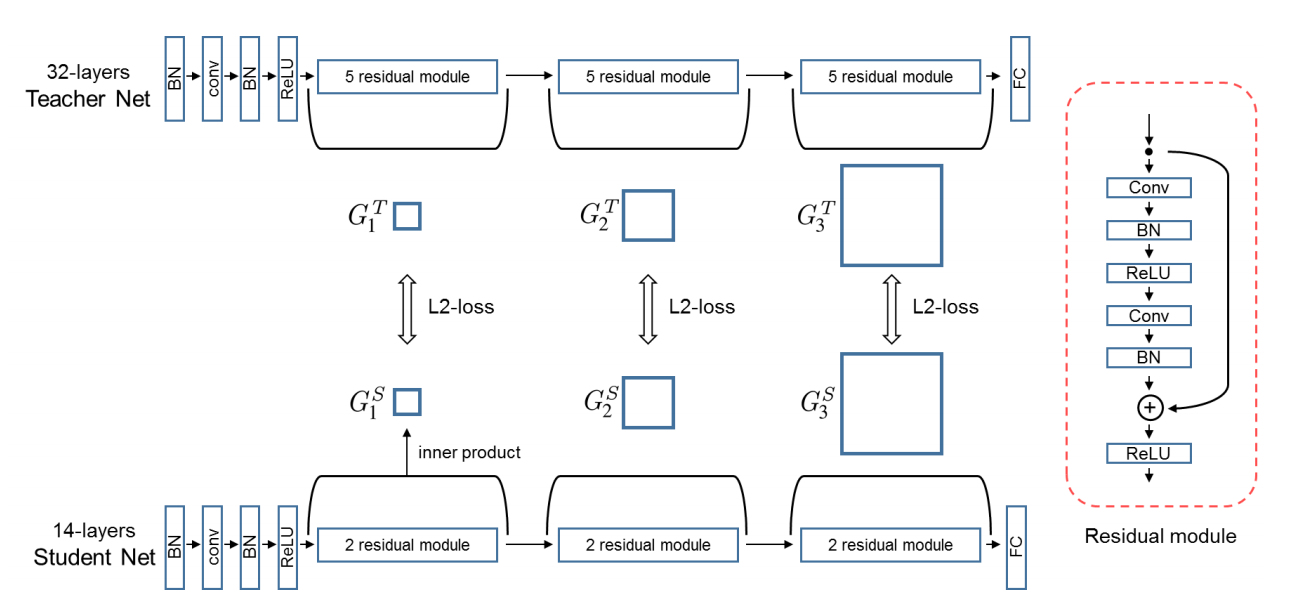 32-layers
Teacher Net
BN
conv
BN
ReLU
5 residual module
5 residual module
5 residual module
FC
G_1^T
G_2^T
G_3^T
L2-loss
L2-loss
L2-loss
G_1^S
G_2^S
G_3^S
inner product
14-layers
Student Net
BN
conv
BN
ReLU
2 residual module
2 residual module
2 residual module
FC
Conv
BN
ReLU
Conv
BN
+
ReLU
Residual module